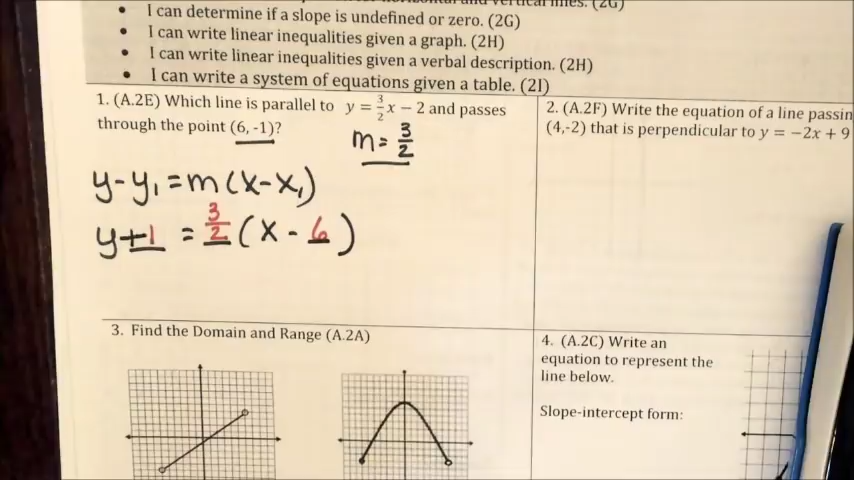 vertical lines. (2G)
• I can determine if a slope is undefined or zero. (2G)
• I can write linear inequalities given a graph. (2H)
• I can write linear inequalities given a verbal description. (2H)
• I can write a system of equations given a table. (2I)
1. (A.2E) Which line is parallel to y = 3/2 x − 2 and passes
through the point (6, -1)?
m = 3/2
y-y₁ = m(x-x₁)
y+1 = 3/2 (x - 6)
2. (A.2F) Write the equation of a line passin
(4,-2) that is perpendicular to y = −2x + 9
3. Find the Domain and Range (A.2A)
4. (A.2C) Write an
equation to represent the
line below.
Slope-intercept form: